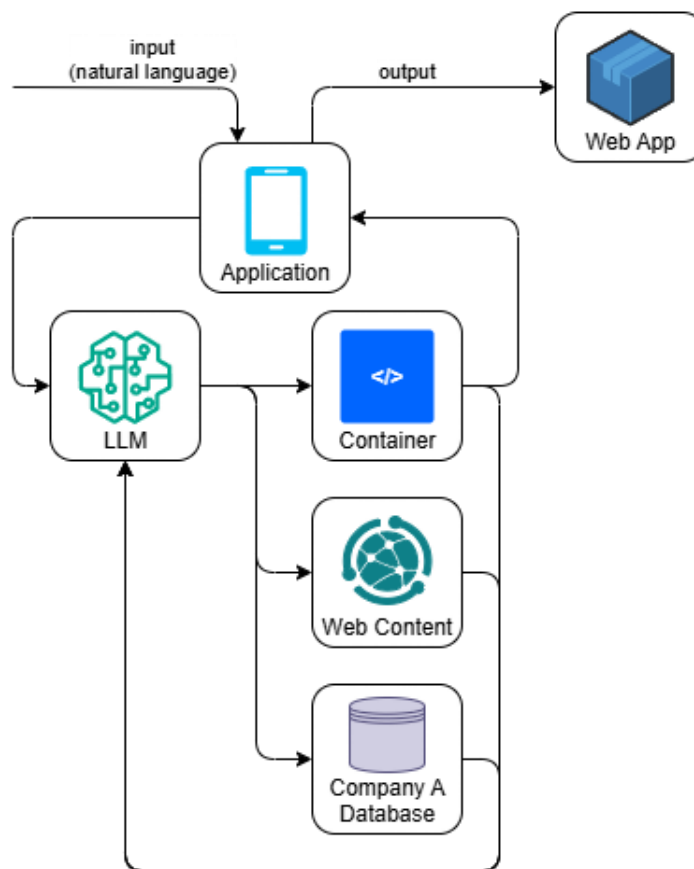 input
(natural language)
output
Web App
Application
LLM
</>
Container
Web Content
Company A
Database